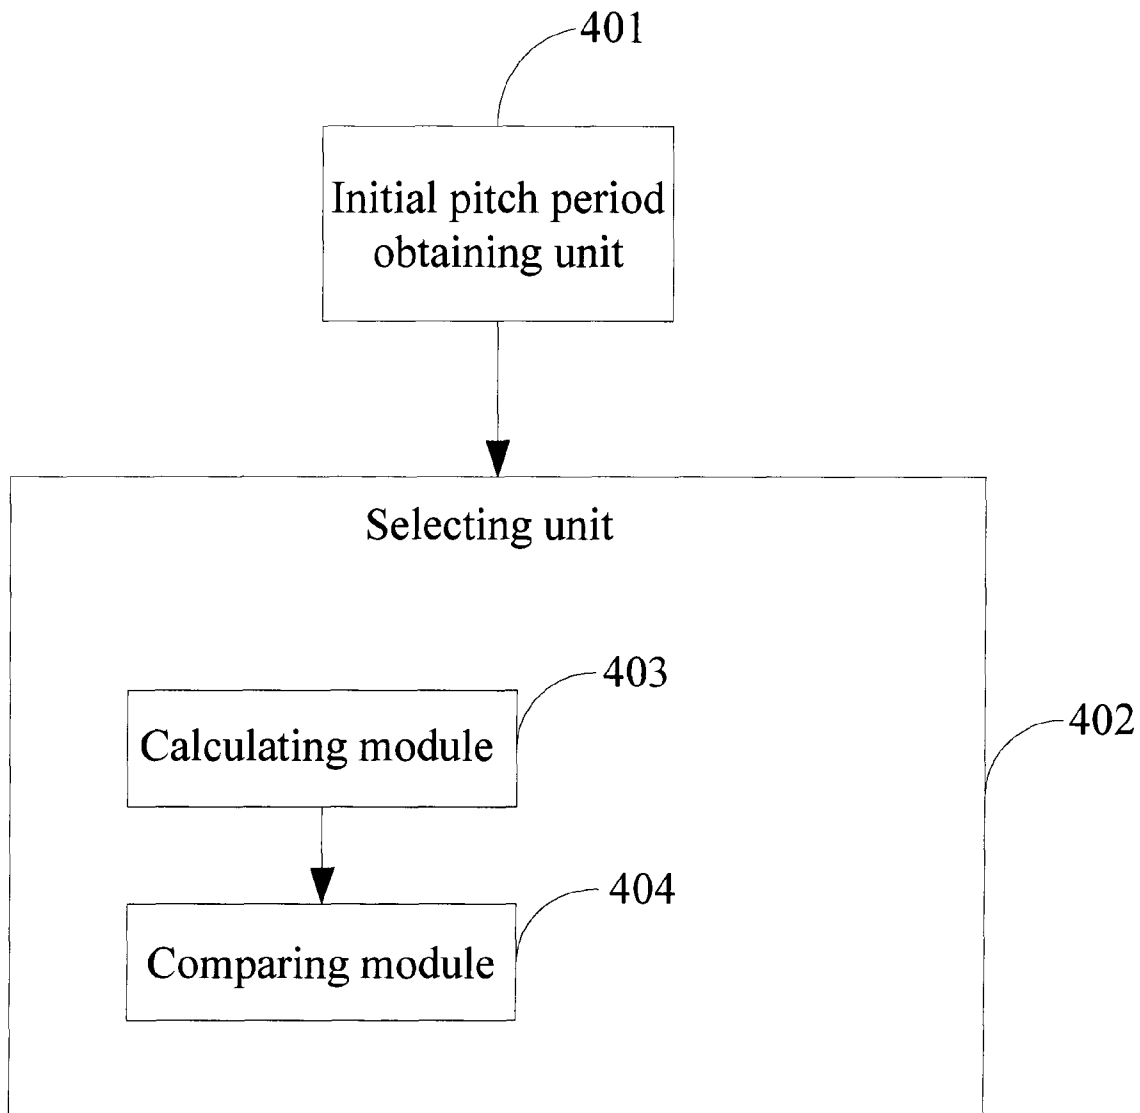 401
Initial pitch period
obtaining unit
Selecting unit
403
Calculating module
402
404
Comparing module